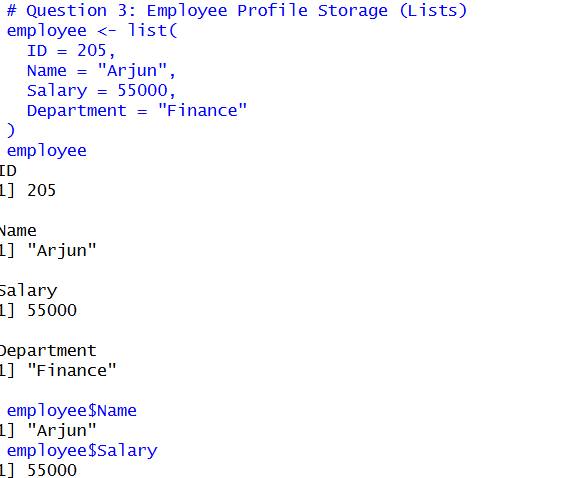 # Question 3: Employee Profile Storage (Lists)
employee <- list(
  ID = 205,
  Name = "Arjun",
  Salary = 55000,
  Department = "Finance"
)
employee
ID
1] 205
Name
1] "Arjun"
Salary
1] 55000
Department
1] "Finance"
employee$Name
1] "Arjun"
employee$Salary
1] 55000